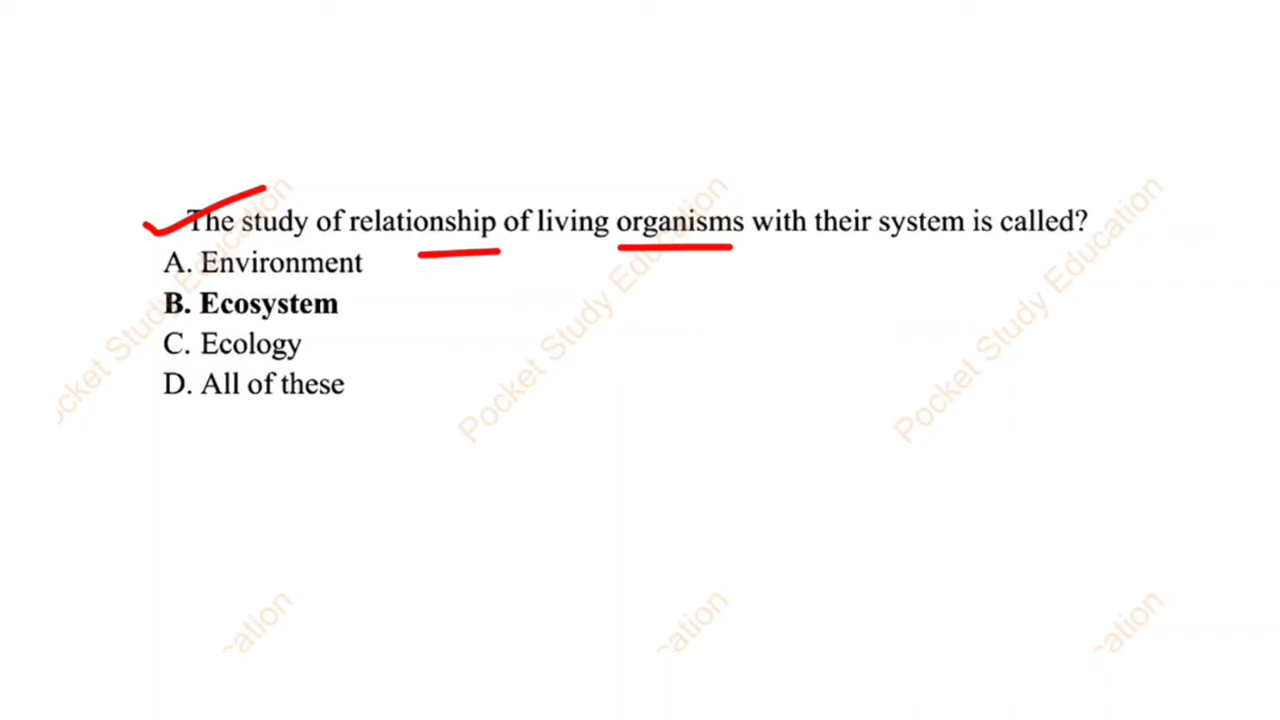 The study of relationship of living organisms with their system is called?
A. Environment
B. Ecosystem
C. Ecology
D. All of these
Pocket Study Education
Pocket Study Education
Pocket Study Education